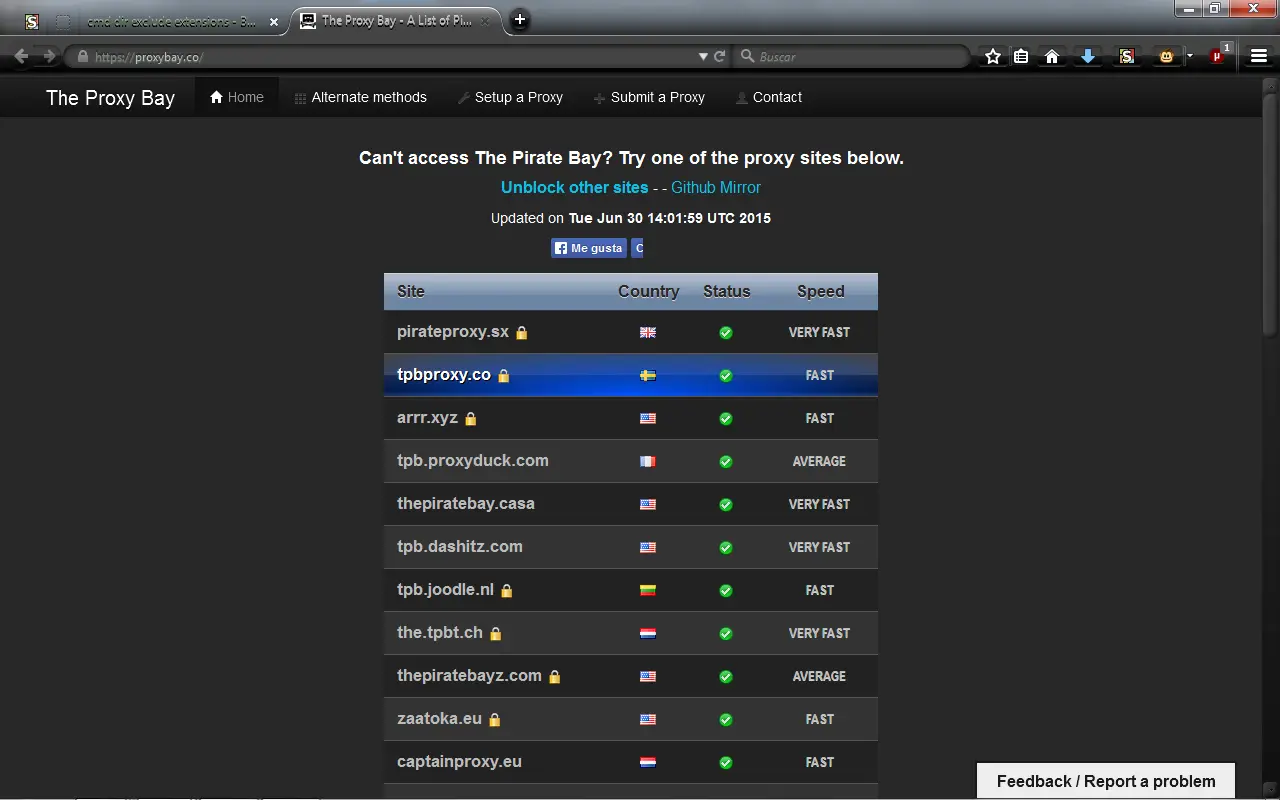 cmd dir exclude extensions - 3...
The Proxy Bay - A List of Pi...
https://proxybay.co/
Buscar
1
The Proxy Bay
Home
Alternate methods
Setup a Proxy
Submit a Proxy
Contact
Can't access The Pirate Bay? Try one of the proxy sites below.
Unblock other sites - - Github Mirror
Updated on Tue Jun 30 14:01:59 UTC 2015
Me gusta C
Site Country Status Speed
pirateproxy.sx VERY FAST
tpbproxy.co FAST
arrr.xyz FAST
tpb.proxyduck.com AVERAGE
thepiratebay.casa VERY FAST
tpb.dashitz.com VERY FAST
tpb.joodle.nl FAST
the.tpbt.ch VERY FAST
thepiratebayz.com AVERAGE
zaatoka.eu FAST
captainproxy.eu FAST
Feedback / Report a problem